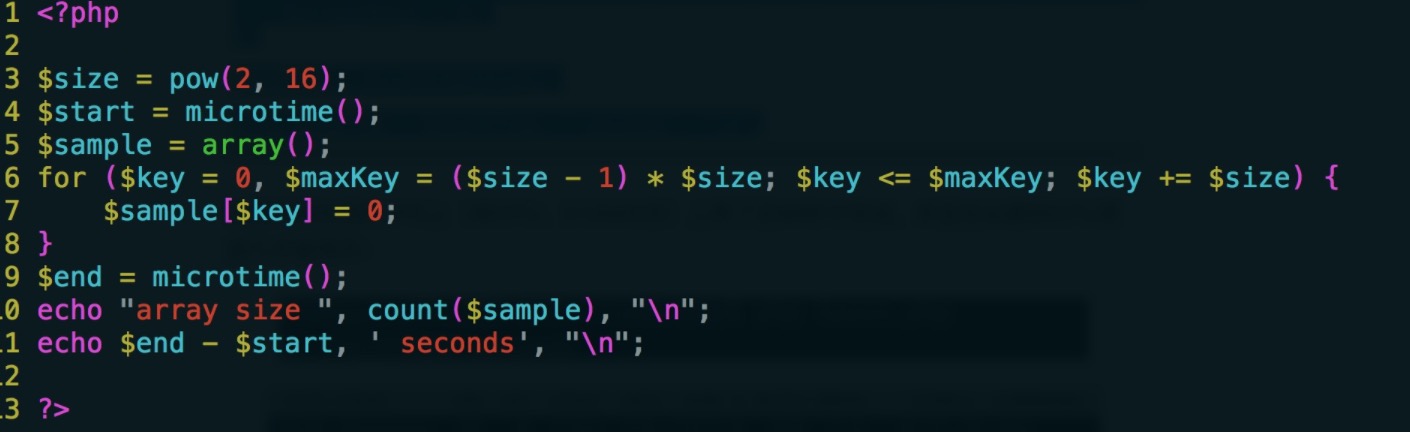 1 <?php
2
3 $size = pow(2, 16);
4 $start = microtime();
5 $sample = array();
6 for ($key = 0, $maxKey = ($size - 1) * $size; $key <= $maxKey; $key += $size) {
7     $sample[$key] = 0;
8 }
9 $end = microtime();
0 echo "array size ", count($sample), "\n";
1 echo $end - $start, ' seconds', "\n";
2
3 ?>